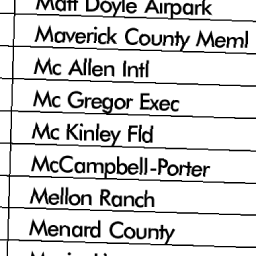 Matt Doyle Airpark
Maverick County Meml
Mc Allen Intl
Mc Gregor Exec
Mc Kinley Fld
McCampbell-Porter
Mellon Ranch
Menard County